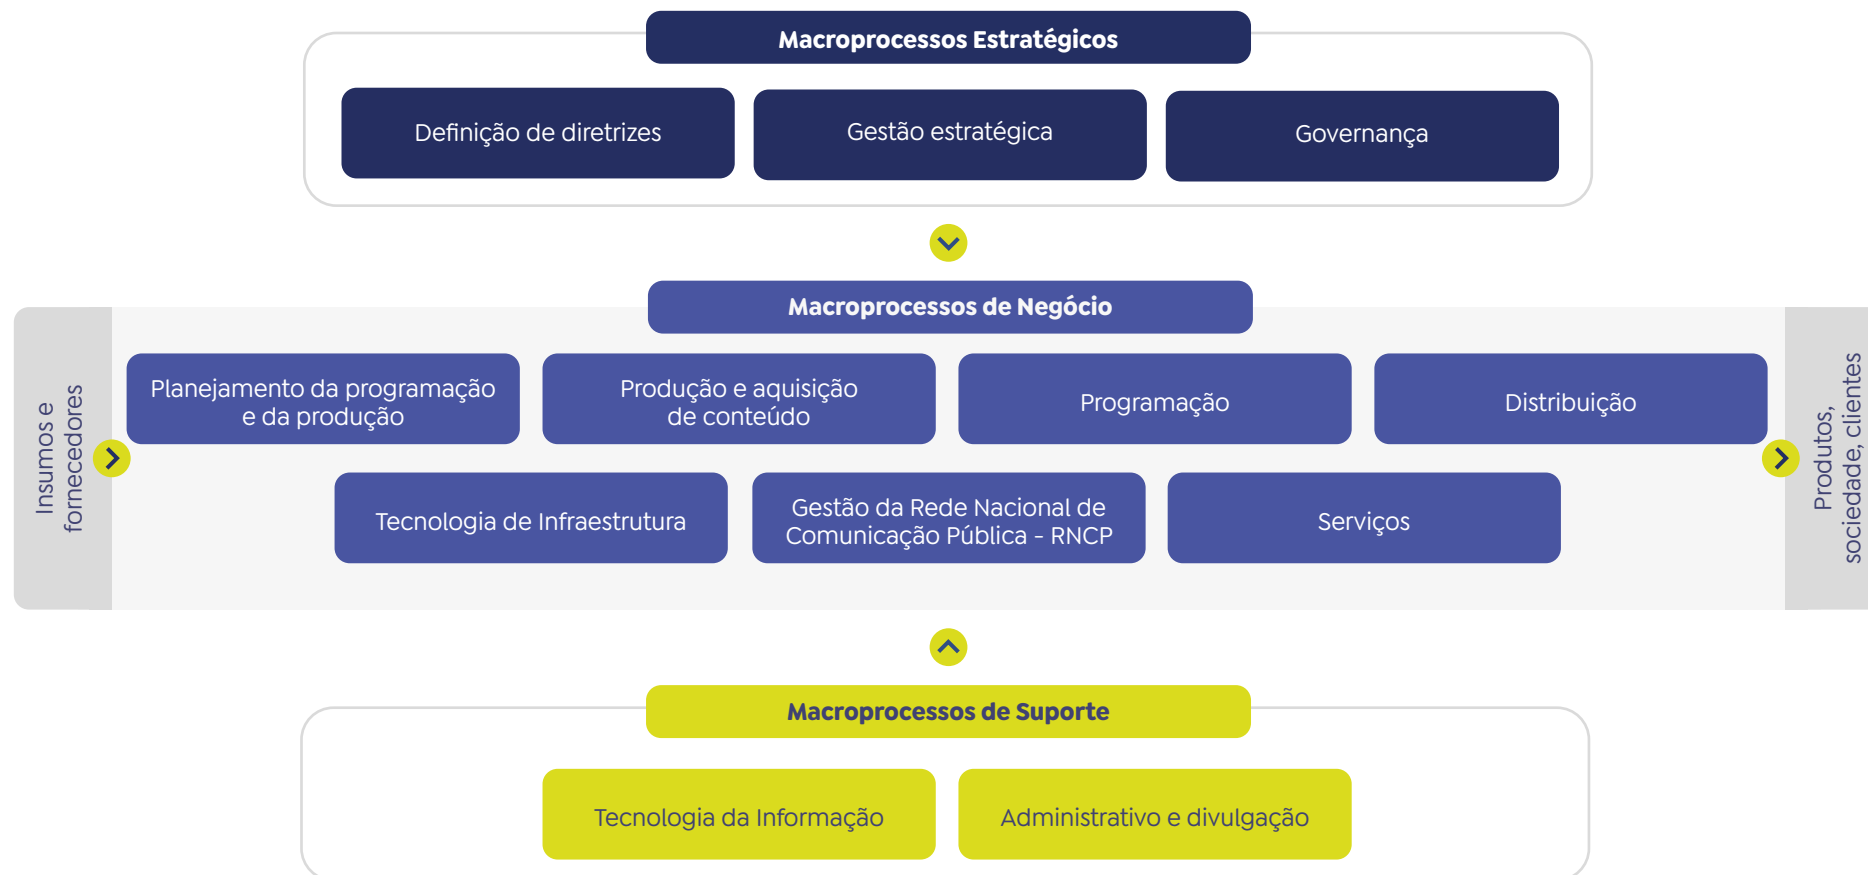 Macroprocessos Estratégicos
Definição de diretrizes
Gestão estratégica
Governança
Macroprocessos de Negócio
Insumos e
fornecedores
Planejamento da programação
e da produção
Produção e aquisição
de conteúdo
Programação
Distribuição
Tecnologia de Infraestrutura
Gestão da Rede Nacional de
Comunicação Pública - RNCP
Serviços
Produtos,
sociedade, clientes
Macroprocessos de Suporte
Tecnologia da Informação
Administrativo e divulgação